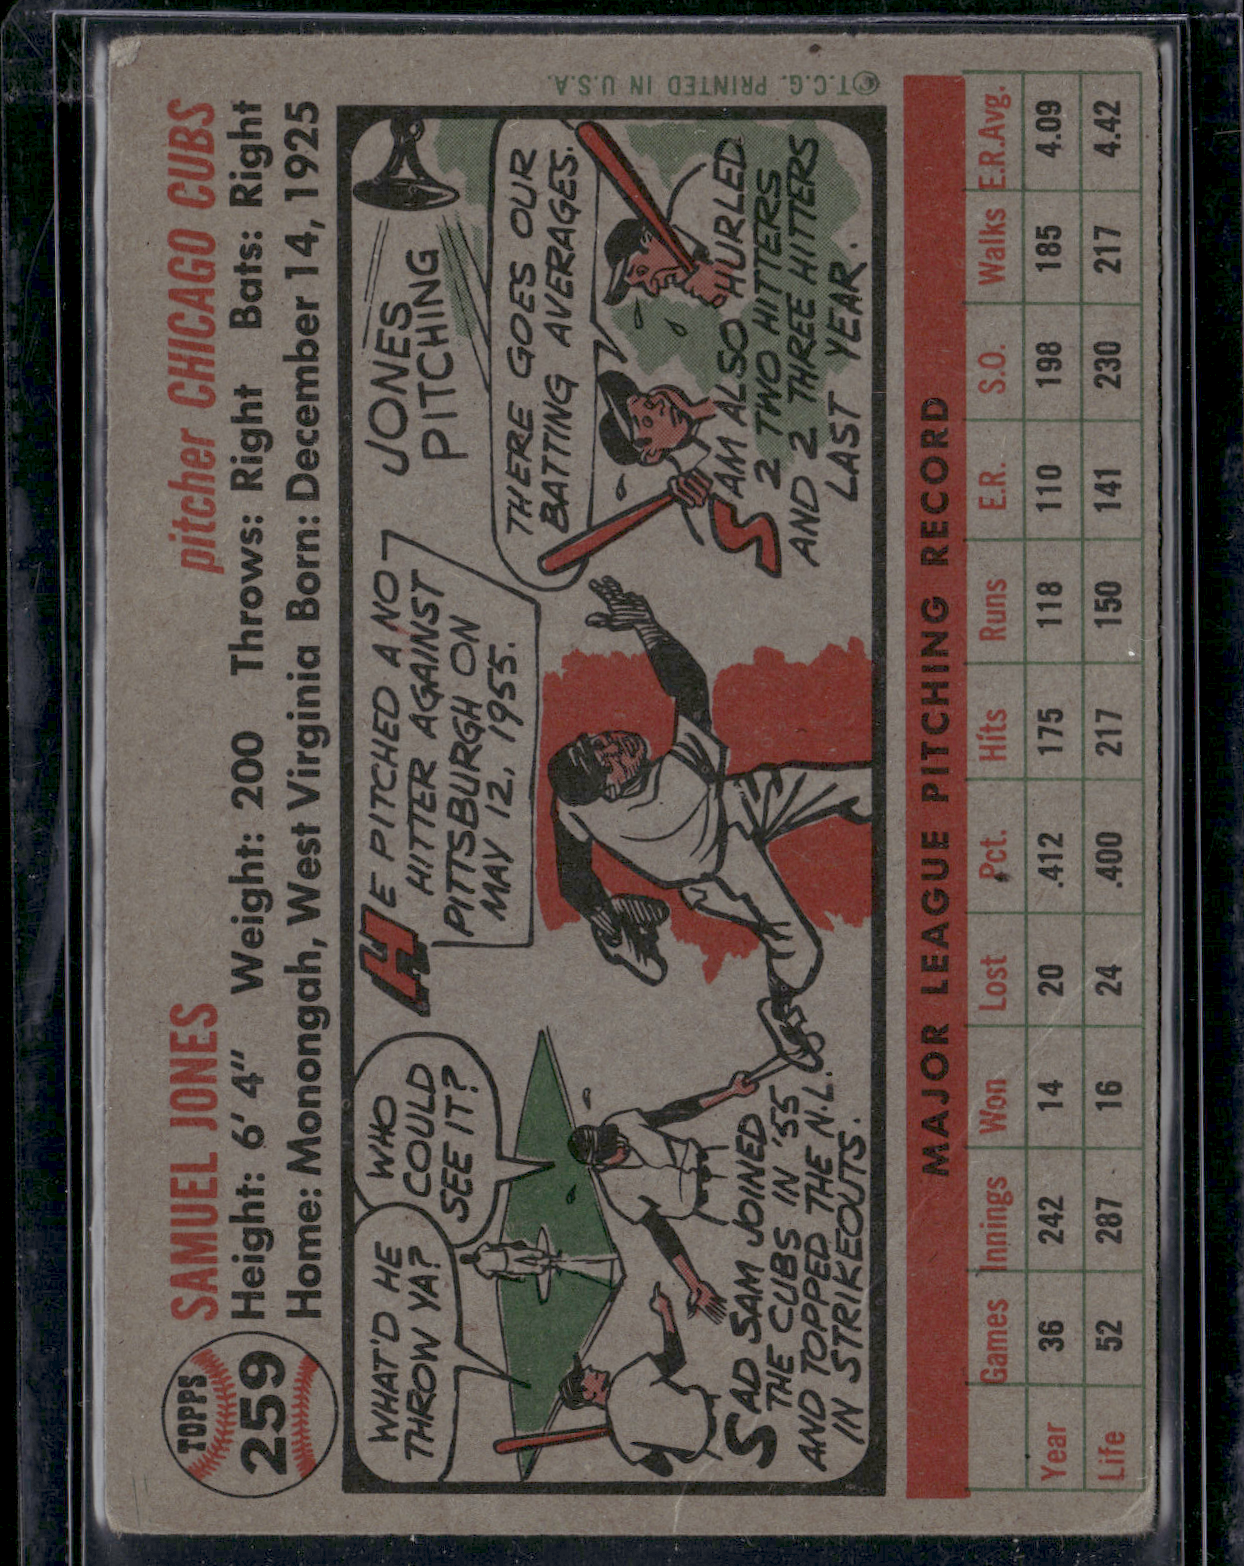 TOPPS
259
SAMUEL JONES pitcher CHICAGO CUBS
Height: 6' 4" Weight: 200 Throws: Right Bats: Right
Home: Monongah, West Virginia Born: December 14, 1925
WHAT'D HE
THROW YA?
WHO
COULD
SEE IT?
SAD SAM JOINED
THE CUBS IN '55
AND TOPPED THE N.L.
IN STRIKEOUTS.
HE PITCHED A NO
HITTER AGAINST
PITTSBURGH ON
MAY 12, 1955.
JONES
PITCHING
THERE GOES OUR
BATTING AVERAGES.
SAM ALSO HURLED
2 TWO HITTERS
AND 2 THREE HITTERS
LAST YEAR.
©T.C.G. PRINTED IN U.S.A.
MAJOR LEAGUE PITCHING RECORD
Games Innings Won Lost Pct. Hits Runs E.R. S.O. Walks E.R.Avg.
Year 36 242 14 20 .412 175 118 110 198 185 4.09
Life 52 287 16 24 .400 217 150 141 230 217 4.42